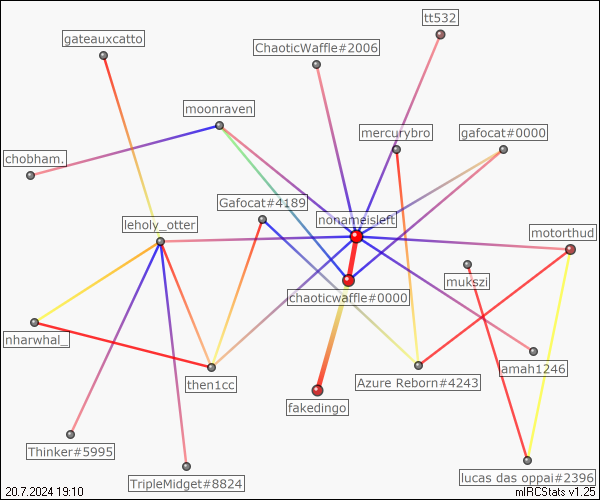 tt532
gateauxcatto
ChaoticWaffle#2006
moonraven
mercurybro
gafocat#0000
chobham.
Gafocat#4189
nonameisleft
leholy_otter
motorthud
mukszi
chaoticwaffle#0000
nharwhal_
amah1246
then1cc
Azure Reborn#4243
fakedingo
Thinker#5995
lucas das oppai#2396
TripleMidget#8824
20.7.2024 19:10
mIRCStats v1.25